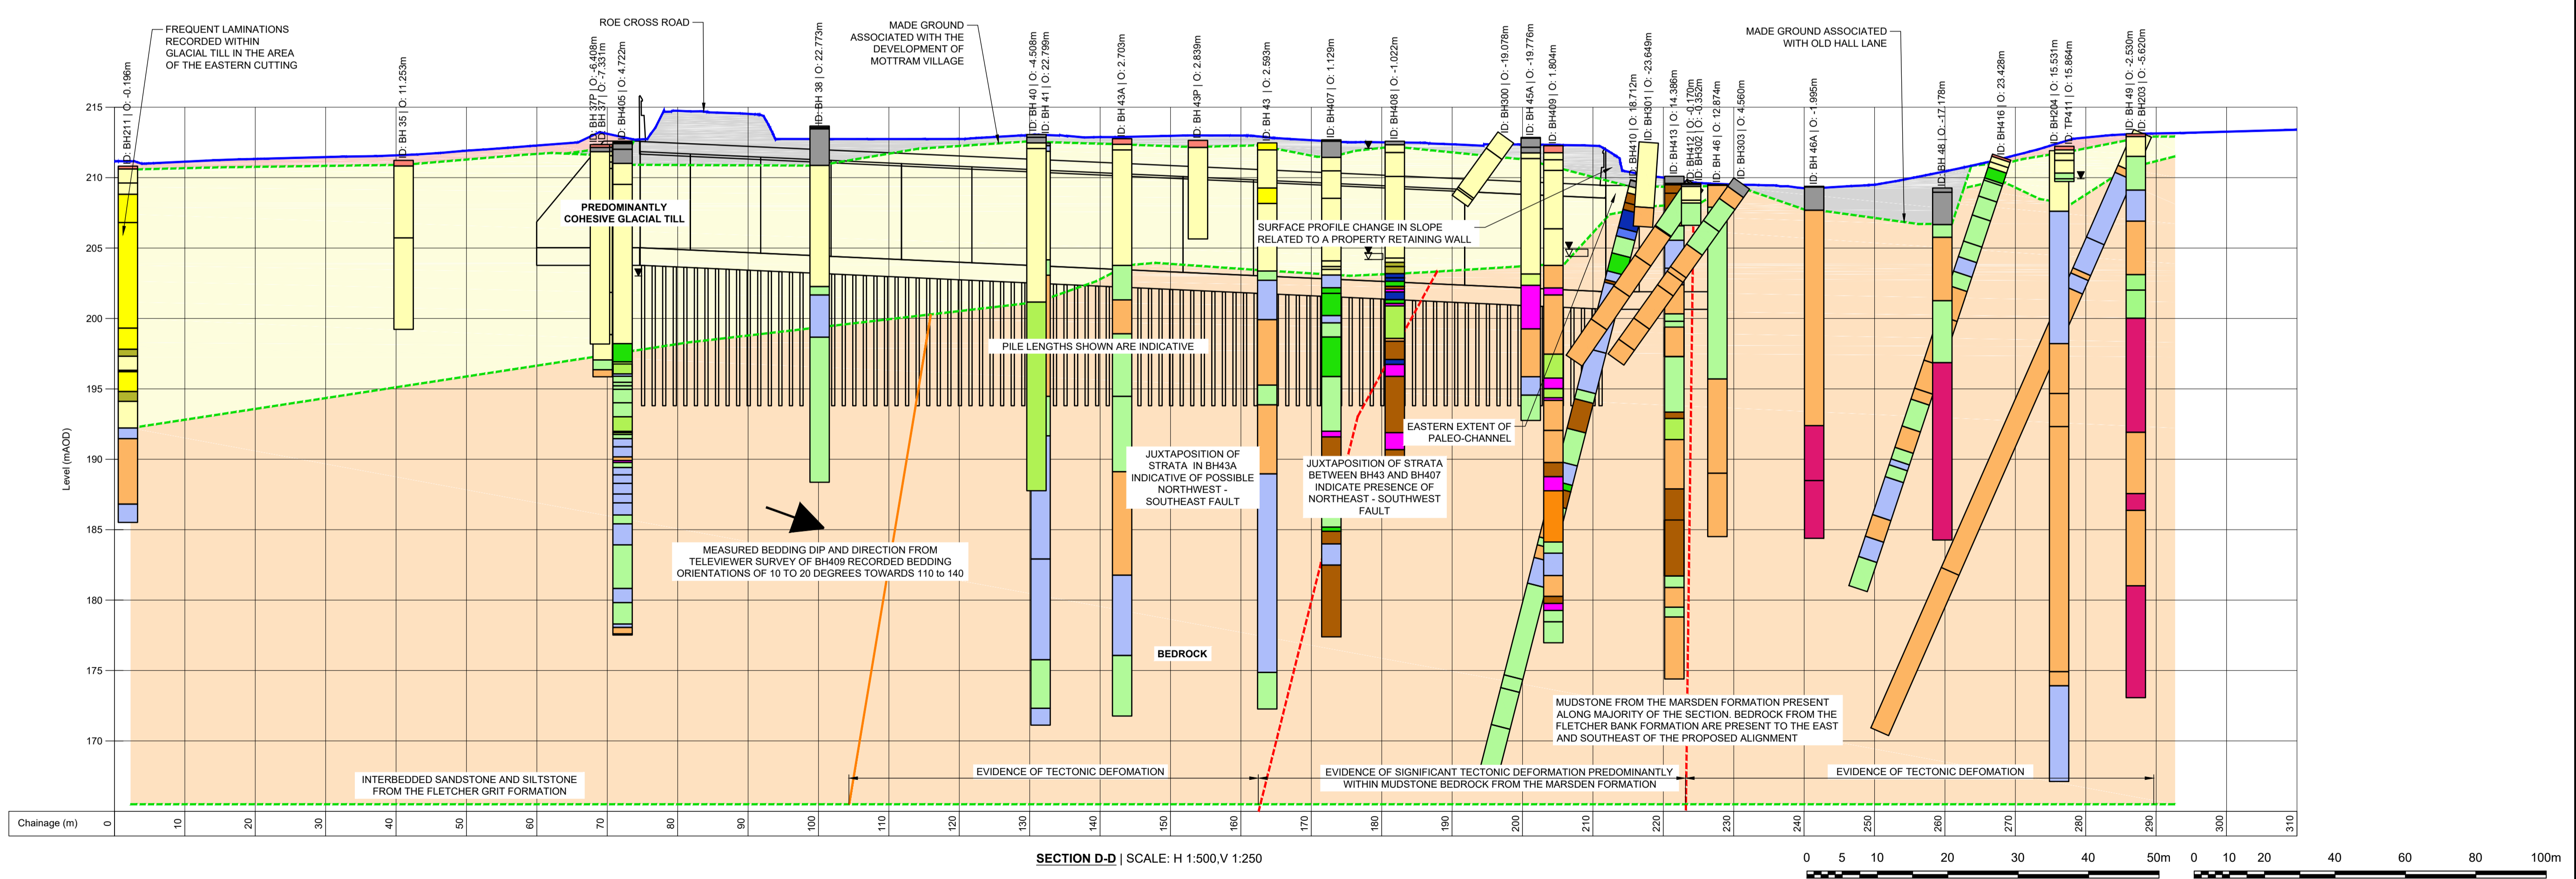 FREQUENT LAMINATIONS
RECORDED WITHIN
GLACIAL TILL IN THE AREA
OF THE EASTERN CUTTING
ROE CROSS ROAD
MADE GROUND
ASSOCIATED WITH THE
DEVELOPMENT OF
MOTTRAM VILLAGE
MADE GROUND ASSOCIATED
WITH OLD HALL LANE
ID: BH211 | O: -0.196m
ID: BH 35 | O: 11.253m
ID: BH 37P | O: -6.408m
ID: BH 37 | O: -7.331m
ID: BH405 | O: 4.722m
ID: BH 38 | O: 22.773m
ID: BH 40 | O: -4.508m
ID: BH 41 | O: 22.799m
ID: BH 43A | O: 2.703m
ID: BH 43P | O: 2.839m
ID: BH 43 | O: 2.593m
ID: BH407 | O: 1.129m
ID: BH408 | O: -1.022m
ID: BH300 | O: -19.078m
ID: BH 45A | O: -19.776m
ID: BH409 | O: 1.804m
ID: BH410 | O: 18.712m
ID: BH301 | O: -23.649m
ID: BH413 | O: 14.386m
ID: BH412 | O: -0.170m
ID: BH302 | O: -0.352m
ID: BH 46 | O: 12.874m
ID: BH303 | O: 4.560m
ID: BH 46A | O: -1.995m
ID: BH 48 | O: -17.178m
ID: BH416 | O: 23.428m
ID: BH204 | O: 15.531m
ID: TP411 | O: 15.864m
ID: BH 49 | O: -2.530m
ID: BH203 | O: -5.620m
Level (mAOD)
215
210
205
200
195
190
185
180
175
170
PREDOMINANTLY
COHESIVE GLACIAL TILL
SURFACE PROFILE CHANGE IN SLOPE
RELATED TO A PROPERTY RETAINING WALL
PILE LENGTHS SHOWN ARE INDICATIVE
EASTERN EXTENT OF
PALEO-CHANNEL
JUXTAPOSITION OF
STRATA IN BH43A
INDICATIVE OF POSSIBLE
NORTHWEST -
SOUTHEAST FAULT
JUXTAPOSITION OF STRATA
BETWEEN BH43 AND BH407
INDICATE PRESENCE OF
NORTHEAST - SOUTHWEST
FAULT
MEASURED BEDDING DIP AND DIRECTION FROM
TELEVIEWER SURVEY OF BH409 RECORDED BEDDING
ORIENTATIONS OF 10 TO 20 DEGREES TOWARDS 110 to 140
BEDROCK
MUDSTONE FROM THE MARSDEN FORMATION PRESENT
ALONG MAJORITY OF THE SECTION. BEDROCK FROM THE
FLETCHER BANK FORMATION ARE PRESENT TO THE EAST
AND SOUTHEAST OF THE PROPOSED ALIGNMENT
INTERBEDDED SANDSTONE AND SILTSTONE
FROM THE FLETCHER GRIT FORMATION
EVIDENCE OF TECTONIC DEFOMATION
EVIDENCE OF SIGNIFICANT TECTONIC DEFORMATION PREDOMINANTLY
WITHIN MUDSTONE BEDROCK FROM THE MARSDEN FORMATION
EVIDENCE OF TECTONIC DEFOMATION
Chainage (m)
0 10 20 30 40 50 60 70 80 90 100 110 120 130 140 150 160 170 180 190 200 210 220 230 240 250 260 270 280 290 300 310
SECTION D-D | SCALE: H 1:500,V 1:250
0 5 10 20 30 40 50m
0 10 20 40 60 80 100m